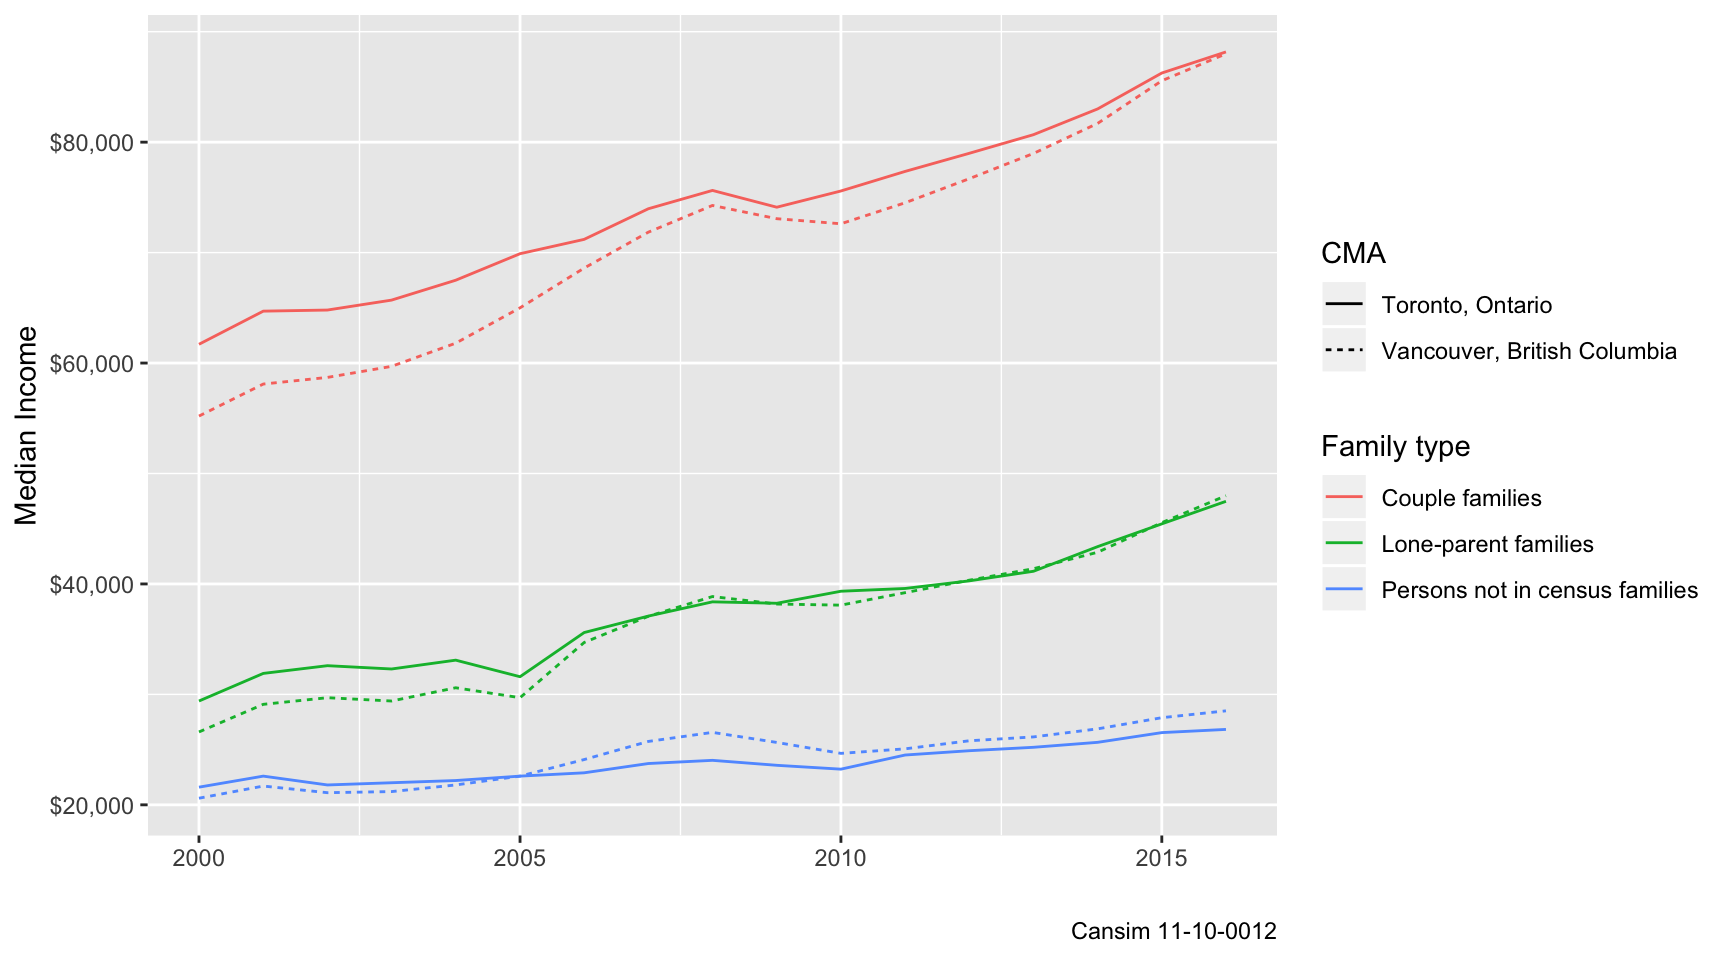 Median Income
$80,000
$60,000
$40,000
$20,000
2000
2005
2010
2015
CMA
Toronto, Ontario
Vancouver, British Columbia
Family type
Couple families
Lone-parent families
Persons not in census families
Cansim 11-10-0012